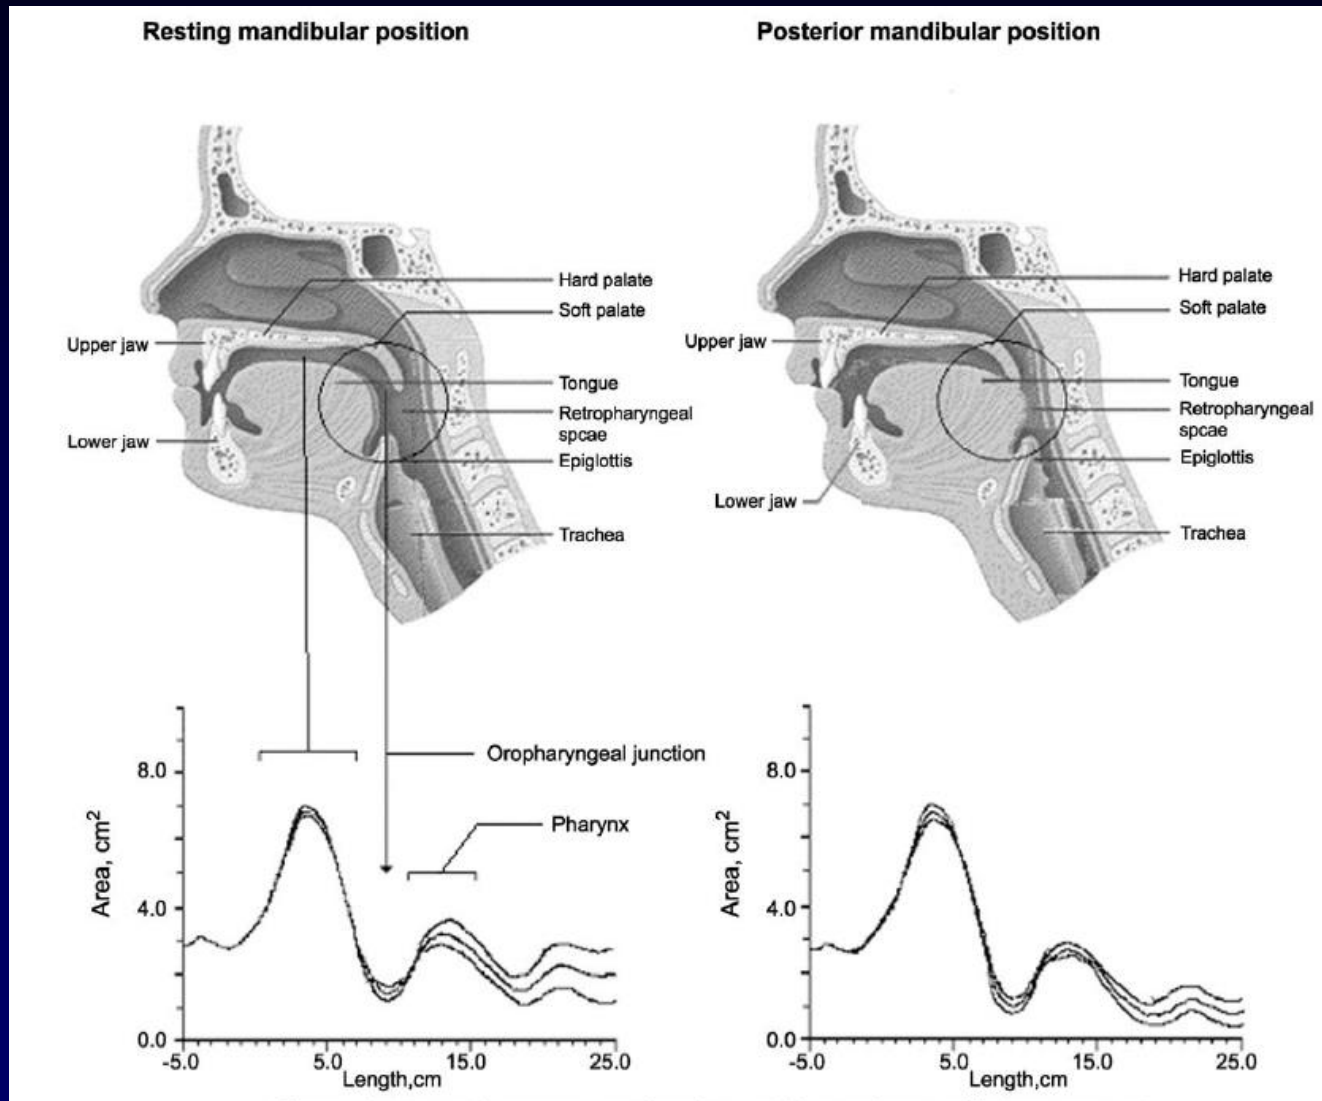 Resting mandibular position
Posterior mandibular position
Hard palate
Soft palate
Upper jaw
Tongue
Retropharyngeal
spcae
Lower jaw
Epiglottis
Trachea
Hard palate
Soft palate
Upper jaw
Tongue
Retropharyngeal
spcae
Epiglottis
Lower jaw
Trachea
Oropharyngeal junction
Pharynx
8.0
4.0
0.0
Area, cm²
-5.0
5.0
15.0
25.0
Length,cm
8.0
4.0
0.0
Area, cm²
-5.0
5.0
15.0
25.0
Length,cm